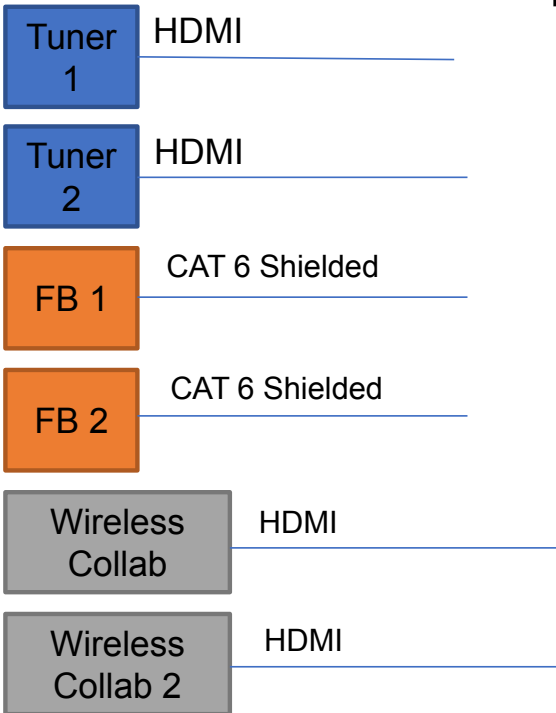 Tuner
1
HDMI
Tuner
2
HDMI
FB 1
CAT 6 Shielded
FB 2
CAT 6 Shielded
Wireless
Collab
HDMI
Wireless
Collab 2
HDMI